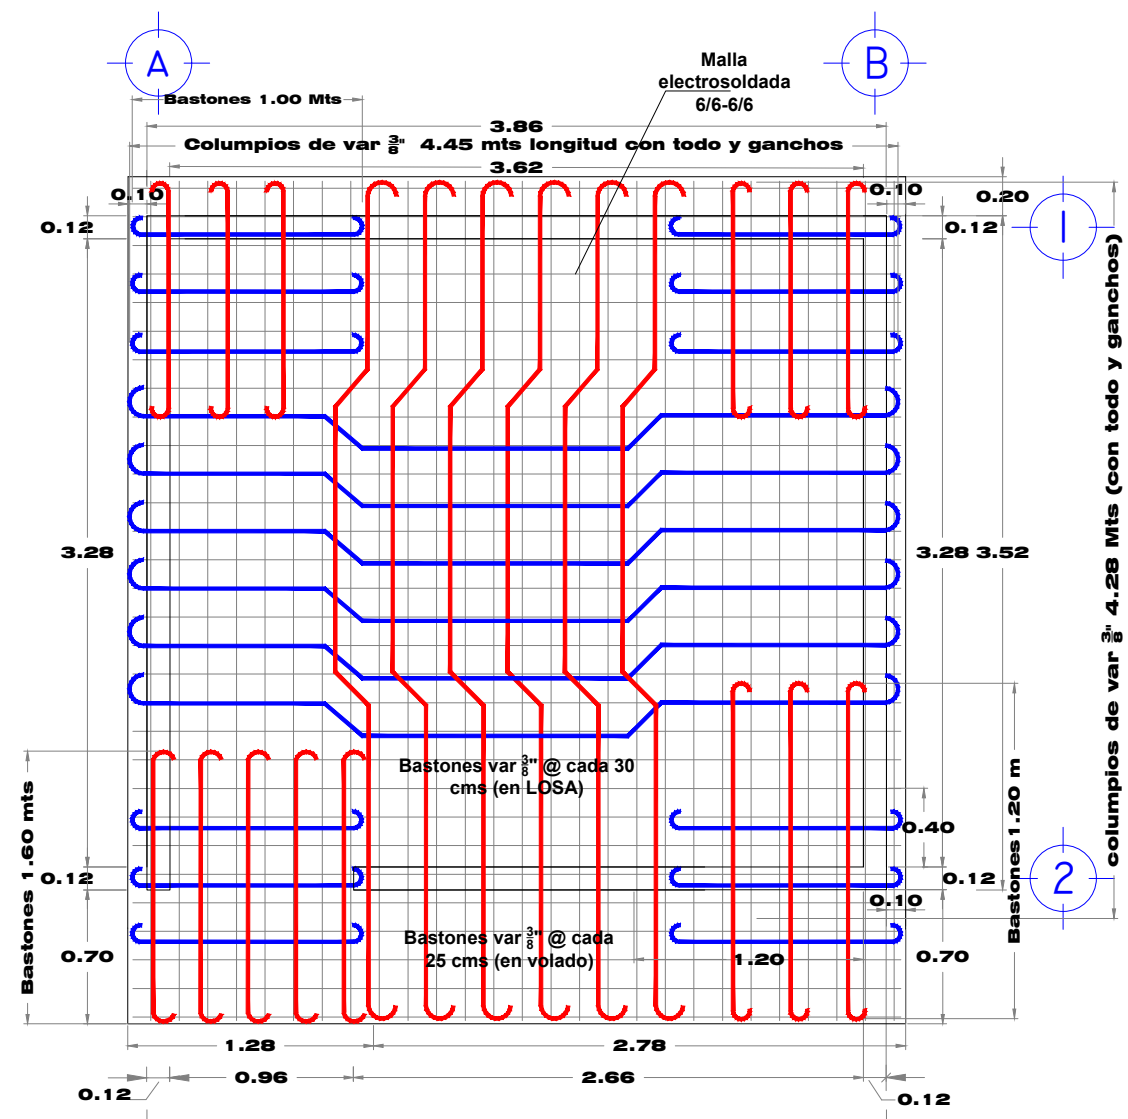 A
B
Malla
electrosoldada
6/6-6/6
Bastones 1.00 Mts
3.86
Columpios de var 3/8" 4.45 mts longitud con todo y ganchos
3.62
0.10
0.10
0.20
0.12
0.12
1
columpios de var 3/8" 4.28 Mts (con todo y ganchos)
3.28
3.28
3.52
Bastones var 3/8" @ cada 30
cms (en LOSA)
Bastones 1.60 mts
Bastones1.20 m
0.40
0.12
0.12
2
0.10
Bastones var 3/8" @ cada
25 cms (en volado)
0.70
1.20
0.70
1.28
2.78
0.96
2.66
0.12
0.12